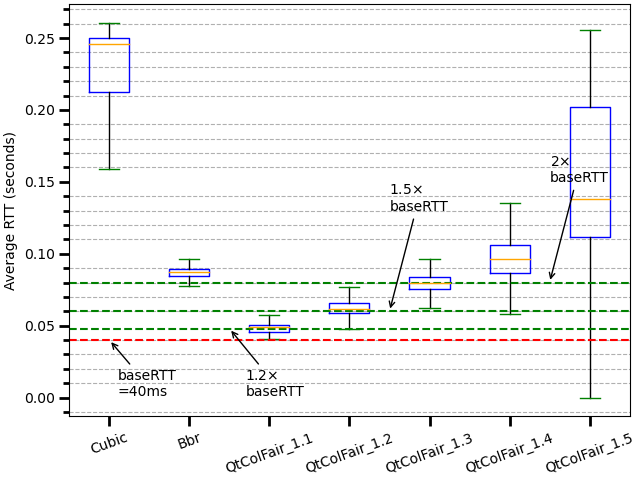 0.25
0.20
0.15
0.10
0.05
0.00
Average RTT (seconds)
2×
baseRTT
1.5×
baseRTT
baseRTT
=40ms
1.2×
baseRTT
Cubic
Bbr
QtColFair_1.1
QtColFair_1.2
QtColFair_1.3
QtColFair_1.4
QtColFair_1.5